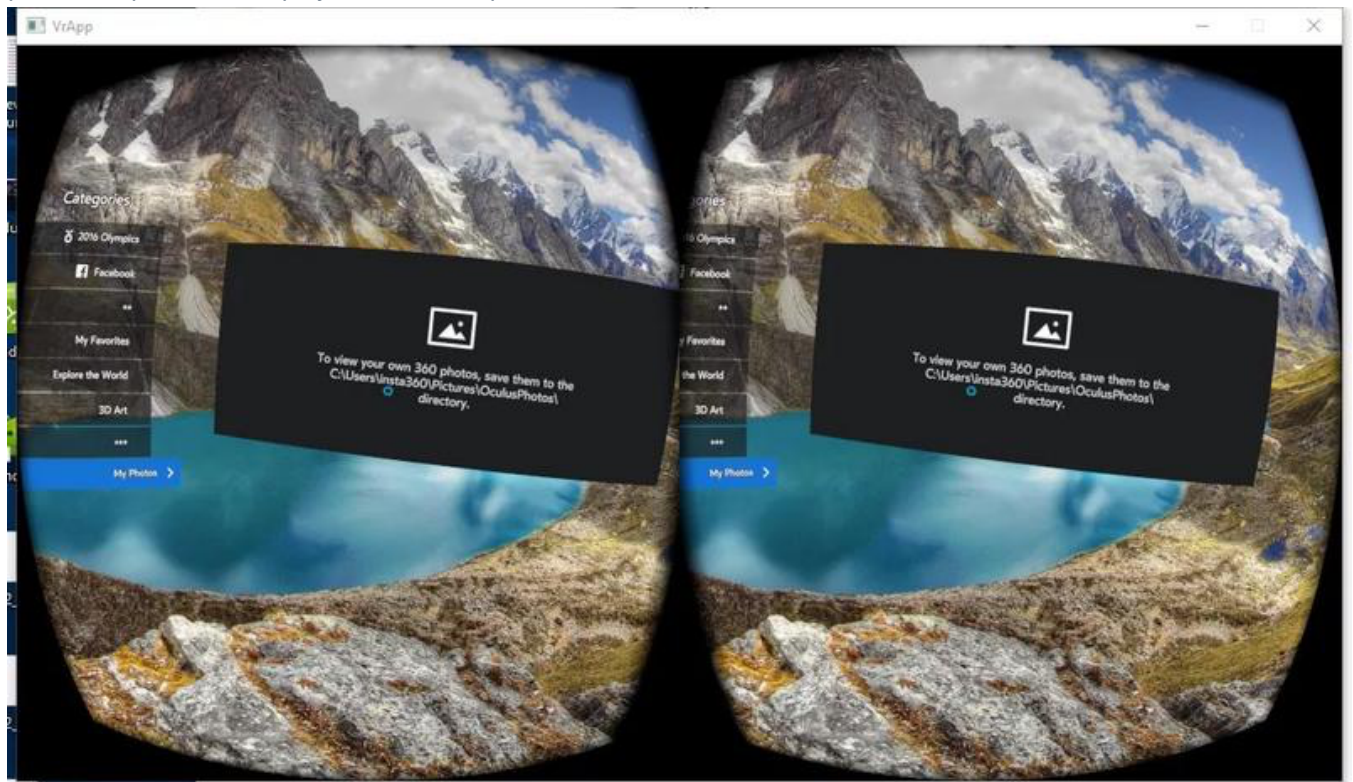 VrApp
Categories
2016 Olympics
Facebook
**
My Favorites
Explore the World
3D Art
***
My Photos
To view your own 360 photos, save them to the
C:\Users\insta360\Pictures\OculusPhotos\
directory.
ories
16 Olympics
Facebook
**
y Favorites
the World
3D Art
***
My Photos
To view your own 360 photos, save them to the
C:\Users\insta360\Pictures\OculusPhotos\
directory.